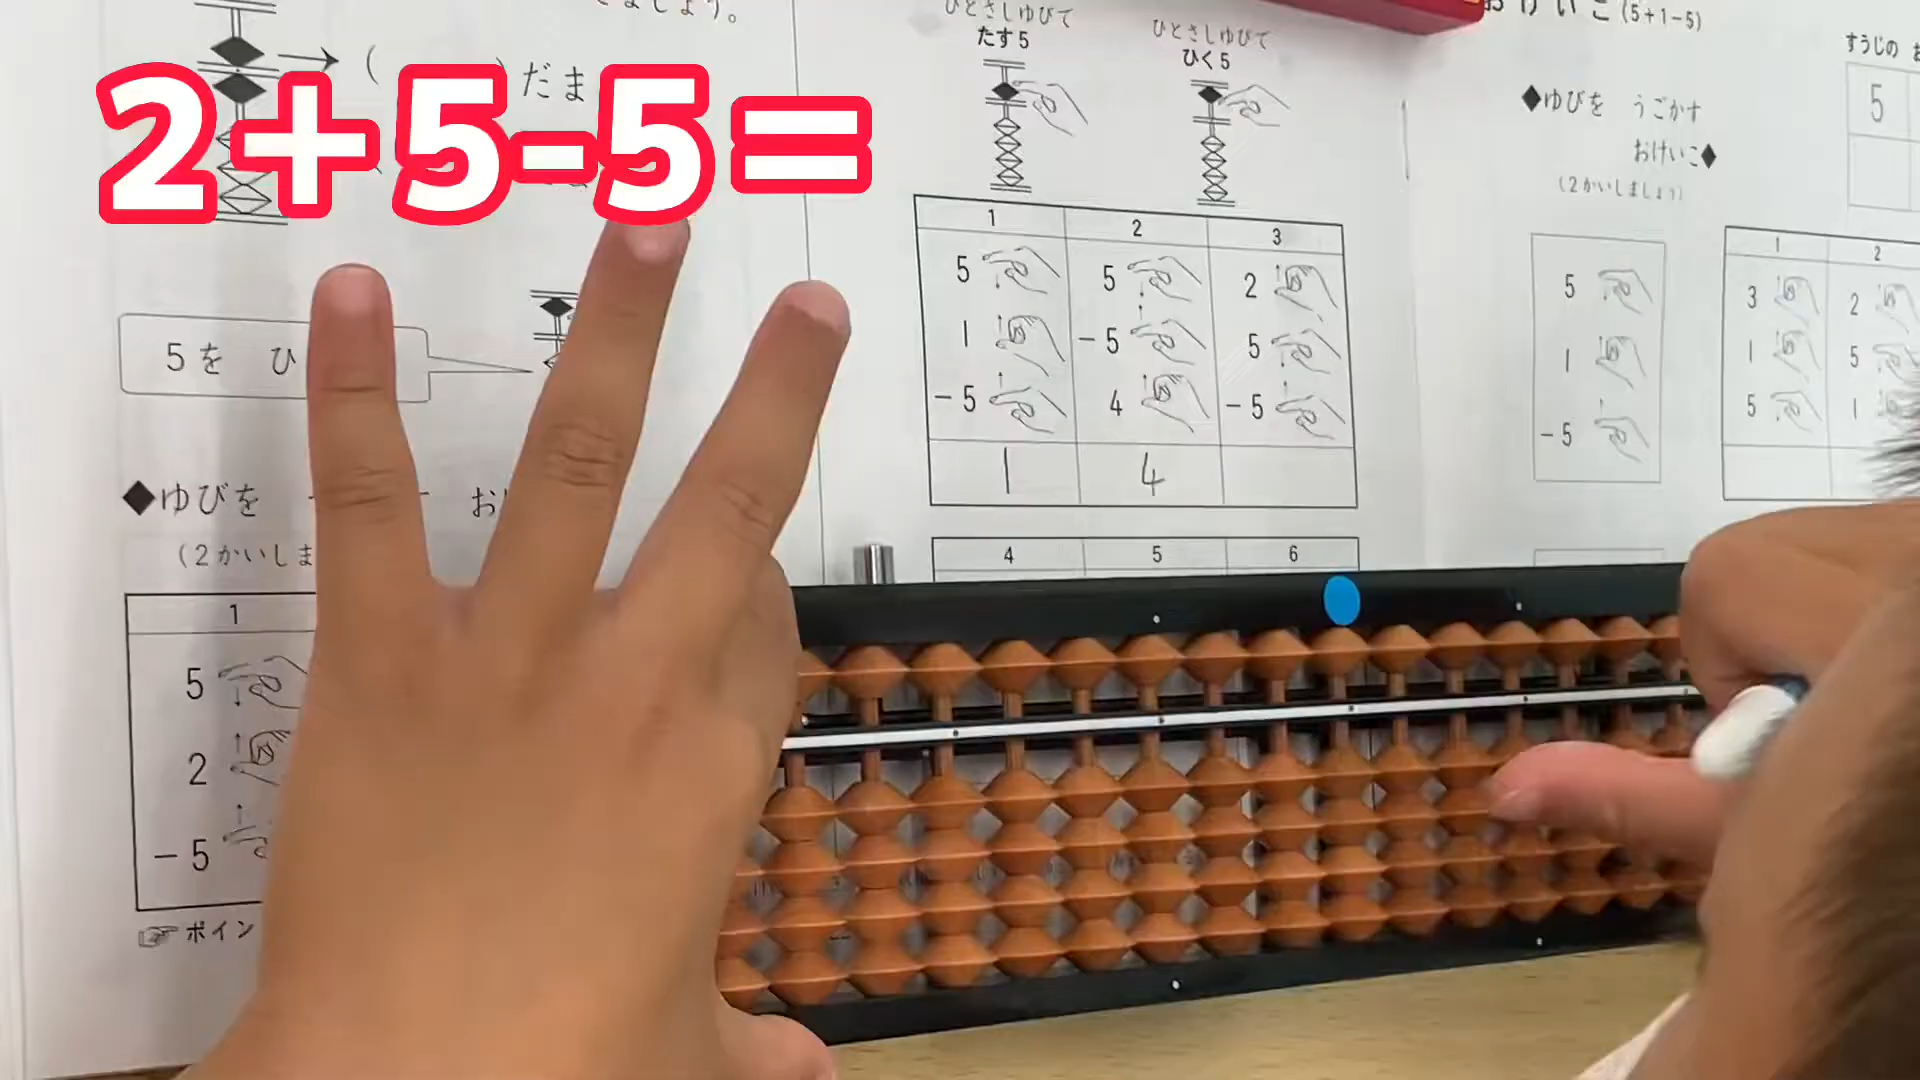 2+5-5=
→( )だま
5を ひ
◆ゆびを
(2かいしま
1
5
2
-5
ポイン
ひとさしゆびで
たす5
ひとさしゆびで
ひく5
1 2 3
5 5 2
1 -5 5
-5 4 -5
1 4
4 5 6
おけいこ(5+1-5)
◆ゆびを うごかす
おけいこ◆
(2かいしましょう)
5
1
-5
すうじの お
5
1 2
3 2
1 5
5 1